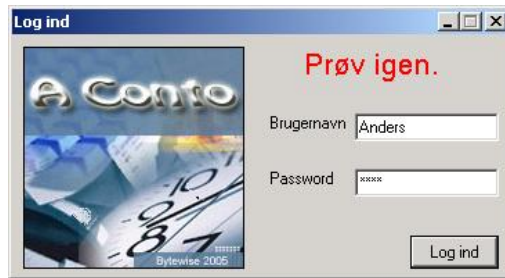 Log ind
A Conto
Bytewise 2005
Prøv igen.
Brugernavn Anders
Password ××××
Log ind